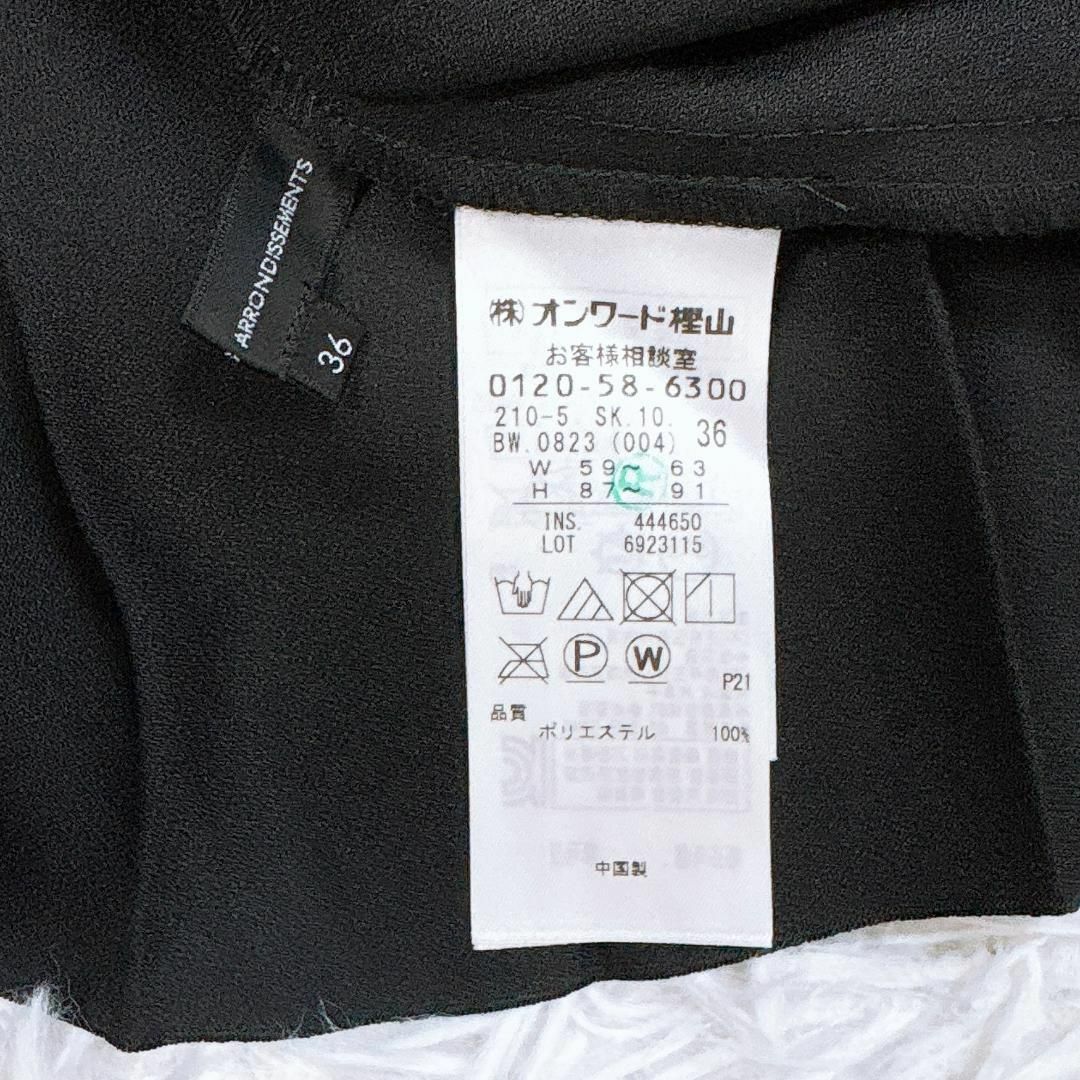 ARRONDISSEMENTS
36
(株)オンワード樫山
お客様相談室
0120-58-6300
210-5 SK.10.
BW.0823 (004) 36
W 59~ 63
H 87~ 91
INS. 444650
LOT 6923115
P
W
P21
品質
ポリエステル 100%
中国製